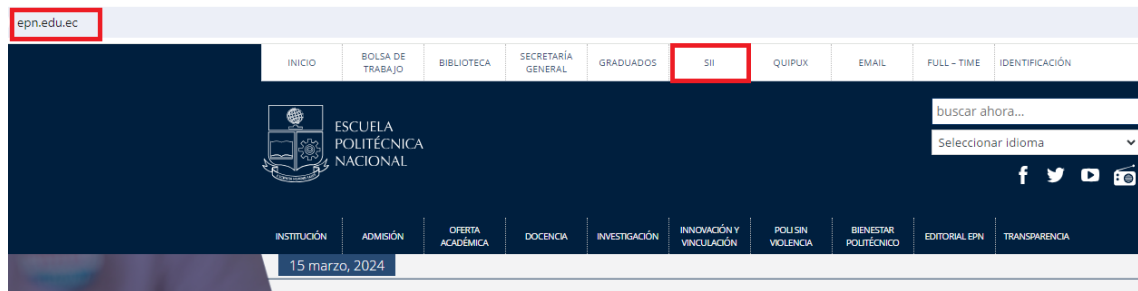 epn.edu.ec
INICIO
BOLSA DE
TRABAJO
BIBLIOTECA
SECRETARÍA
GENERAL
GRADUADOS
SII
QUIPUX
EMAIL
FULL – TIME
IDENTIFICACIÓN
ESCUELA
POLITÉCNICA
NACIONAL
buscar ahora...
Seleccionar idioma
INSTITUCIÓN
ADMISIÓN
OFERTA
ACADÉMICA
DOCENCIA
INVESTIGACIÓN
INNOVACIÓN Y
VINCULACIÓN
POLI SIN
VIOLENCIA
BIENESTAR
POLITÉCNICO
EDITORIAL EPN
TRANSPARENCIA
15 marzo, 2024